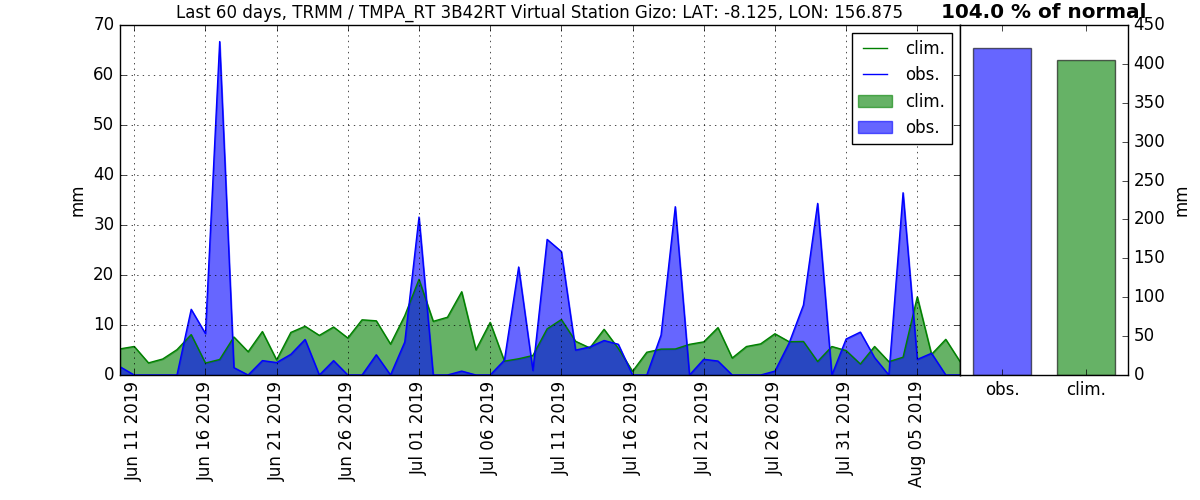 Last 60 days, TRMM / TMPA_RT 3B42RT Virtual Station Gizo: LAT: -8.125, LON: 156.875
104.0 % of normal
70
60
50
40
30
20
10
0
mm
clim.
obs.
clim.
obs.
Jun 11 2019
Jun 16 2019
Jun 21 2019
Jun 26 2019
Jul 01 2019
Jul 06 2019
Jul 11 2019
Jul 16 2019
Jul 21 2019
Jul 26 2019
Jul 31 2019
Aug 05 2019
450
400
350
300
250
200
150
100
50
0
mm
obs.
clim.